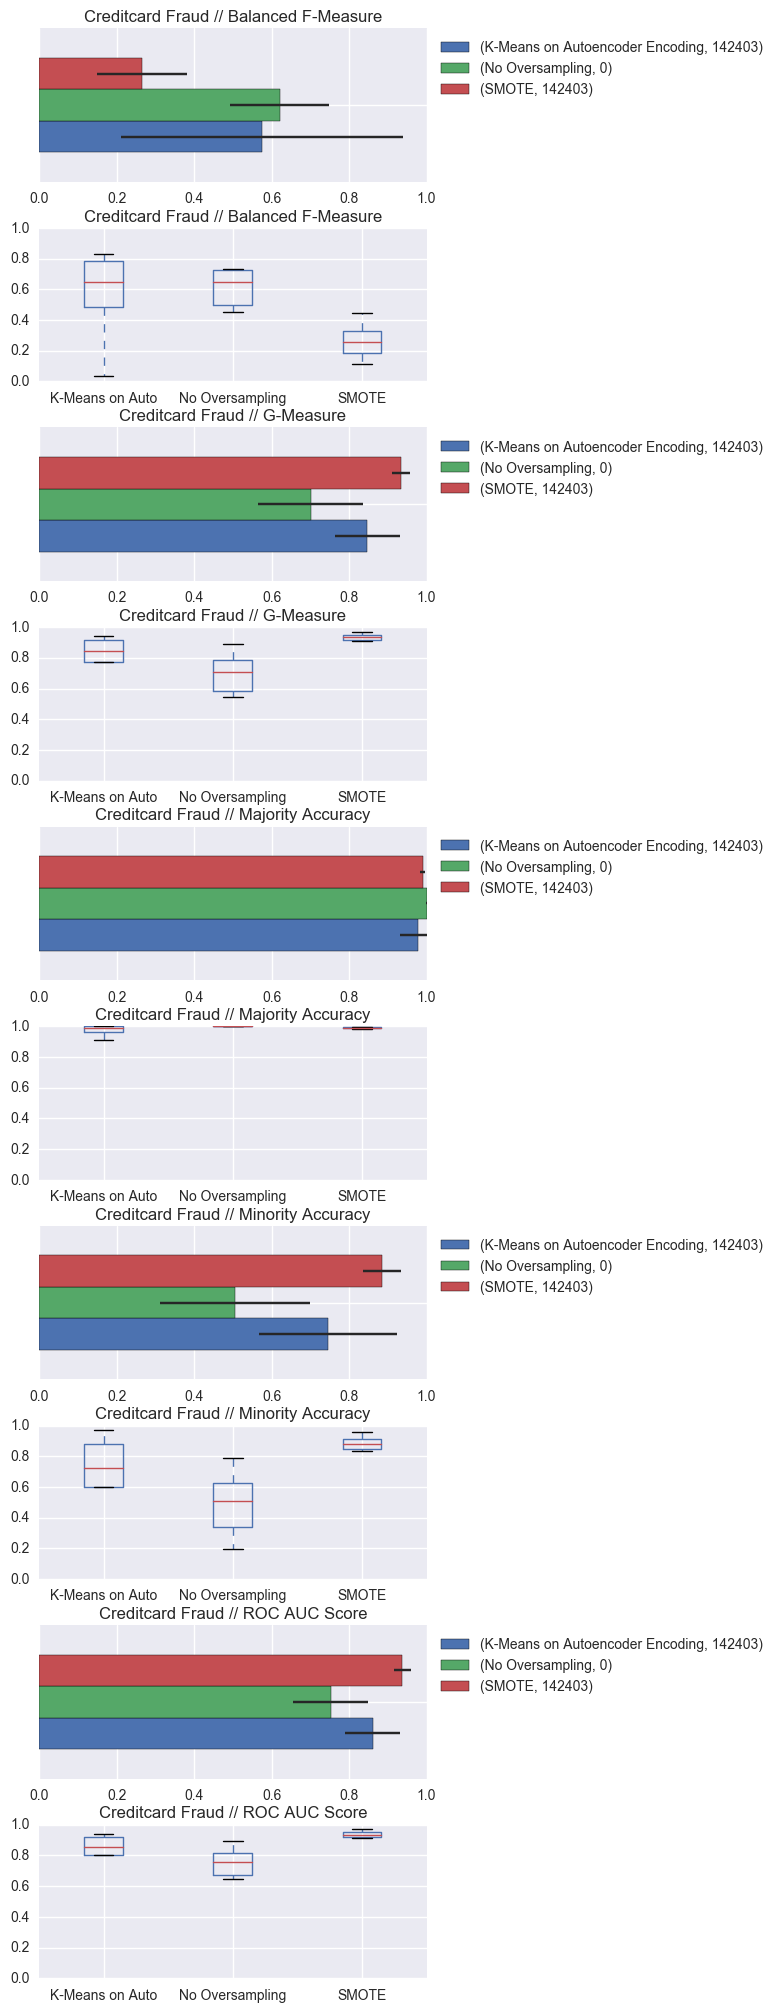 Creditcard Fraud // Balanced F-Measure
(K-Means on Autoencoder Encoding, 142403)
(No Oversampling, 0)
(SMOTE, 142403)
0.0 0.2 0.4 0.6 0.8 1.0
Creditcard Fraud // Balanced F-Measure
1.0
0.8
0.6
0.4
0.2
0.0
K-Means on Auto No Oversampling SMOTE
Creditcard Fraud // G-Measure
(K-Means on Autoencoder Encoding, 142403)
(No Oversampling, 0)
(SMOTE, 142403)
0.0 0.2 0.4 0.6 0.8 1.0
Creditcard Fraud // G-Measure
1.0
0.8
0.6
0.4
0.2
0.0
K-Means on Auto No Oversampling SMOTE
Creditcard Fraud // Majority Accuracy
(K-Means on Autoencoder Encoding, 142403)
(No Oversampling, 0)
(SMOTE, 142403)
0.0 0.2 0.4 0.6 0.8 1.0
Creditcard Fraud // Majority Accuracy
1.0
0.8
0.6
0.4
0.2
0.0
K-Means on Auto No Oversampling SMOTE
Creditcard Fraud // Minority Accuracy
(K-Means on Autoencoder Encoding, 142403)
(No Oversampling, 0)
(SMOTE, 142403)
0.0 0.2 0.4 0.6 0.8 1.0
Creditcard Fraud // Minority Accuracy
1.0
0.8
0.6
0.4
0.2
0.0
K-Means on Auto No Oversampling SMOTE
Creditcard Fraud // ROC AUC Score
(K-Means on Autoencoder Encoding, 142403)
(No Oversampling, 0)
(SMOTE, 142403)
0.0 0.2 0.4 0.6 0.8 1.0
Creditcard Fraud // ROC AUC Score
1.0
0.8
0.6
0.4
0.2
0.0
K-Means on Auto No Oversampling SMOTE